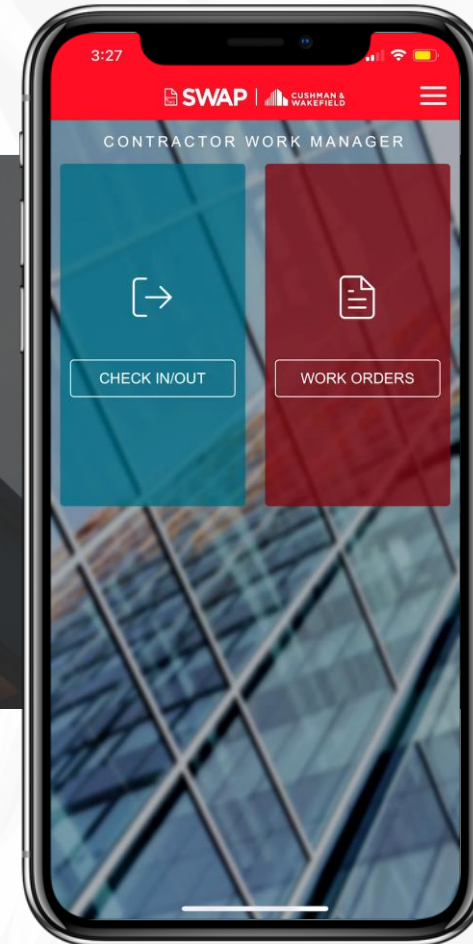 3:27
SWAP | CUSHMAN & WAKEFIELD
CONTRACTOR WORK MANAGER
CHECK IN/OUT
WORK ORDERS